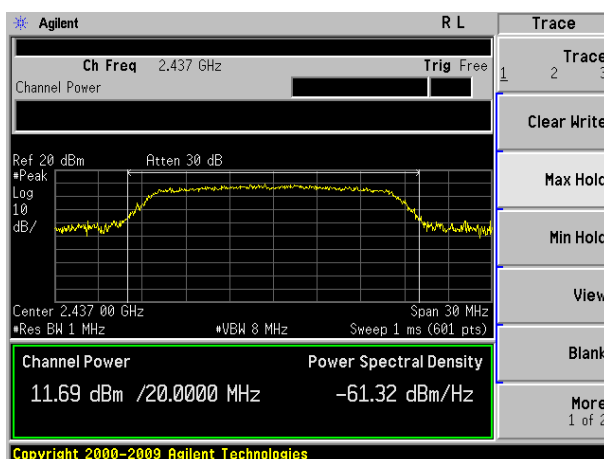 Agilent R L Trace
Ch Freq 2.437 GHz Trig Free
Channel Power
Trace
1 2 3
Clear Write
Max Hold
Min Hold
View
Blank
More
1 of 2
Ref 20 dBm Atten 30 dB
#Peak
Log
10
dB/
Center 2.437 00 GHz Span 30 MHz
#Res BW 1 MHz #VBW 8 MHz Sweep 1 ms (601 pts)
Channel Power Power Spectral Density
11.69 dBm /20.0000 MHz -61.32 dBm/Hz
Copyright 2000-2009 Agilent Technologies